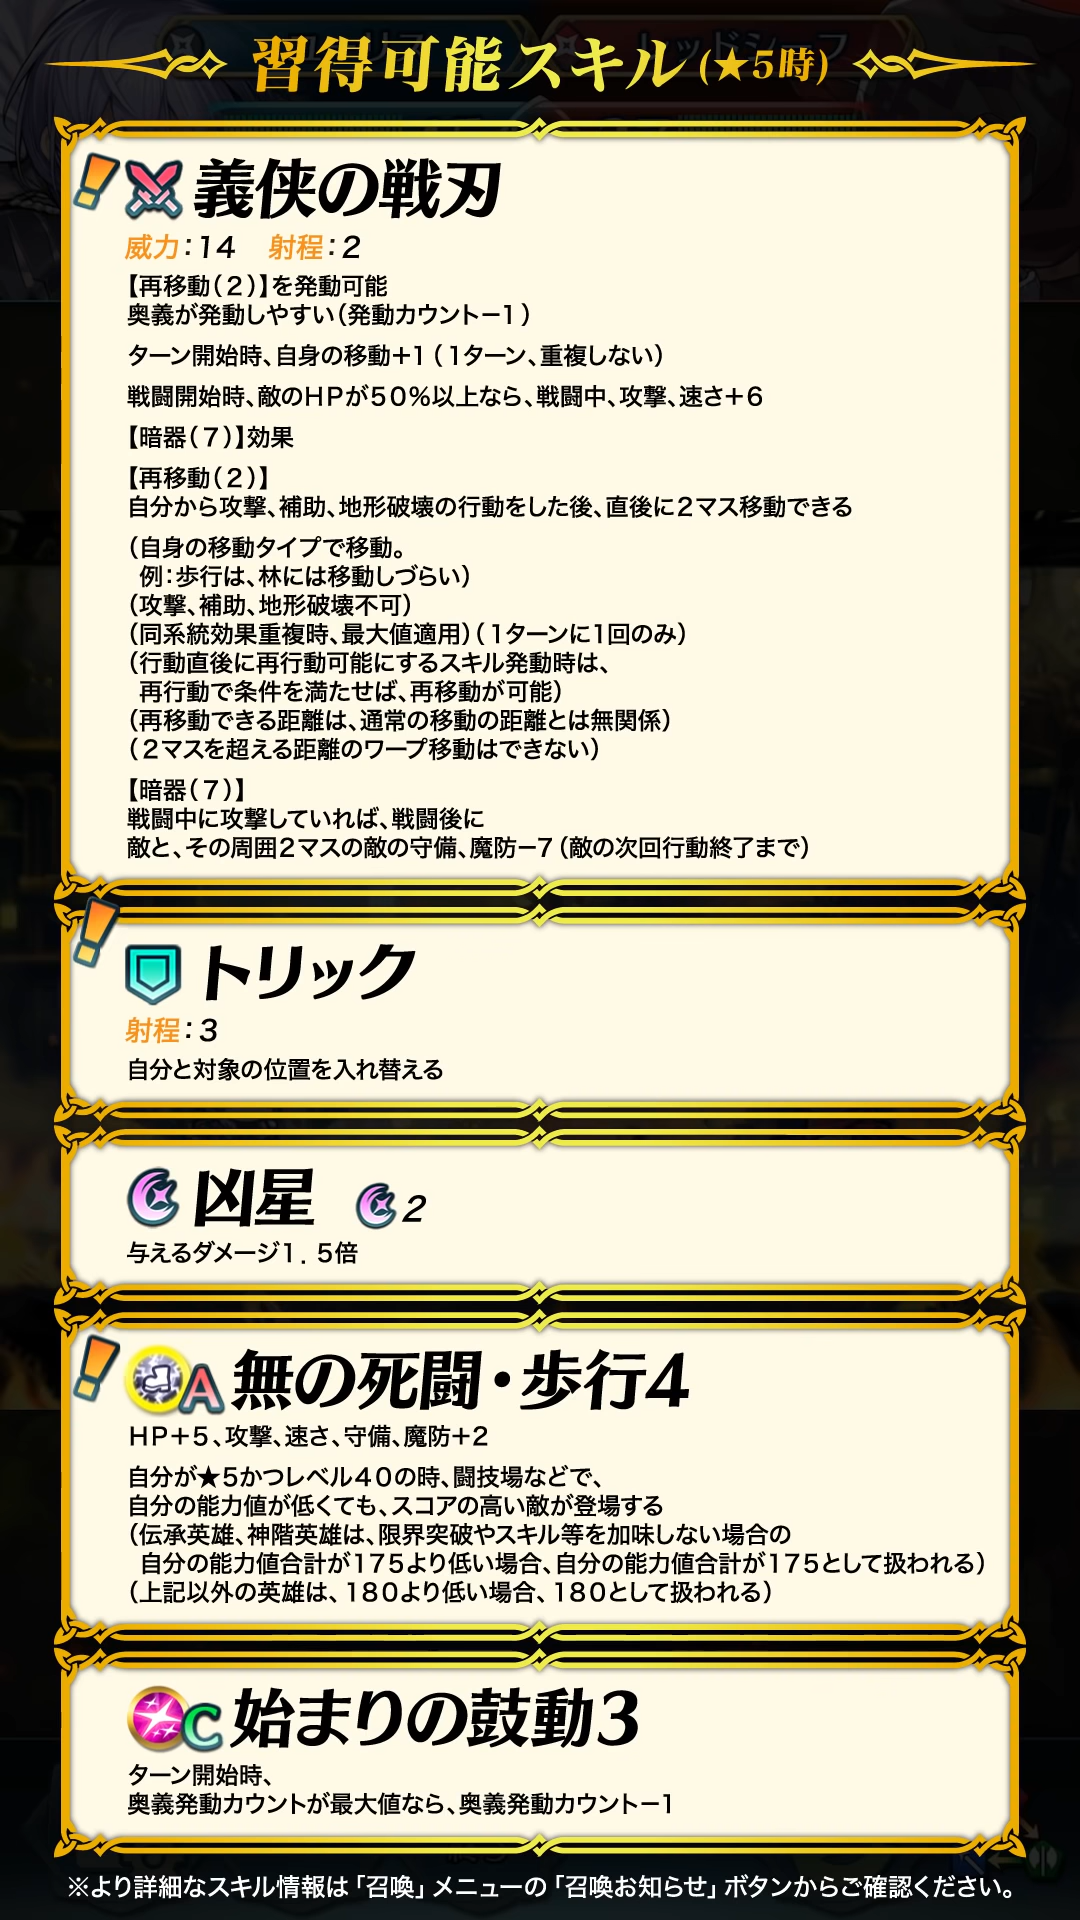 習得可能スキル(★5時)
義侠の戦刃
威力:14 射程:2
【再移動(2)】を発動可能
奥義が発動しやすい(発動カウント−1)
ターン開始時、自身の移動+1(1ターン、重複しない)
戦闘開始時、敵のHPが50%以上なら、戦闘中、攻撃、速さ+6
【暗器(7)】効果
【再移動(2)】
自分から攻撃、補助、地形破壊の行動をした後、直後に2マス移動できる
(自身の移動タイプで移動。
例:歩行は、林には移動しづらい)
(攻撃、補助、地形破壊不可)
(同系統効果重複時、最大値適用)(1ターンに1回のみ)
(行動直後に再行動可能にするスキル発動時は、
再行動で条件を満たせば、再移動が可能)
(再移動できる距離は、通常の移動の距離とは無関係)
(2マスを超える距離のワープ移動はできない)
【暗器(7)】
戦闘中に攻撃していれば、戦闘後に
敵と、その周囲2マスの敵の守備、魔防−7(敵の次回行動終了まで)
トリック
射程:3
自分と対象の位置を入れ替える
凶星 2
与えるダメージ1.5倍
A 無の死闘・歩行4
HP+5、攻撃、速さ、守備、魔防+2
自分が★5かつレベル40の時、闘技場などで、
自分の能力値が低くても、スコアの高い敵が登場する
(伝承英雄、神階英雄は、限界突破やスキル等を加味しない場合の
自分の能力値合計が175より低い場合、自分の能力値合計が175として扱われる)
(上記以外の英雄は、180より低い場合、180として扱われる)
C 始まりの鼓動3
ターン開始時、
奥義発動カウントが最大値なら、奥義発動カウント−1
※より詳細なスキル情報は「召喚」メニューの「召喚お知らせ」ボタンからご確認ください。